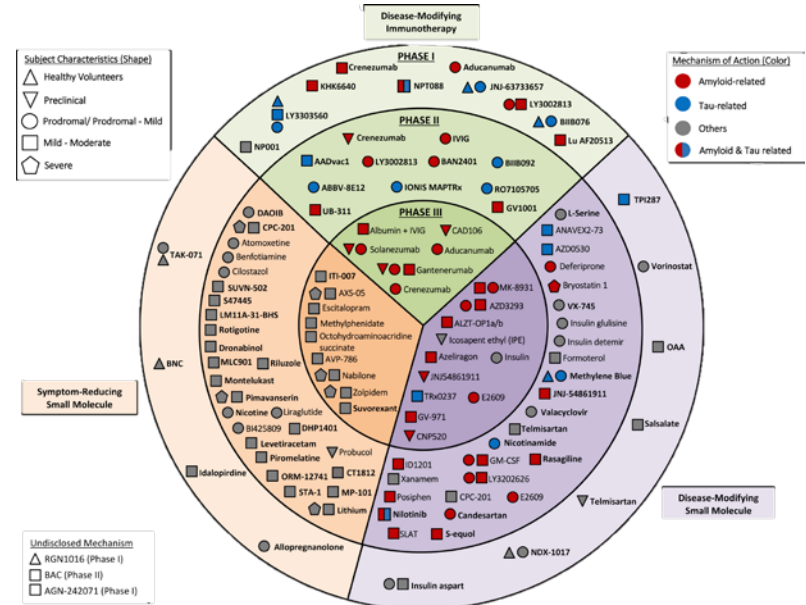 Disease-Modifying
Immunotherapy
Subject Characteristics (Shape)
Healthy Volunteers
Preclinical
Prodromal/ Prodromal - Mild
Mild - Moderate
Severe
Mechanism of Action (Color)
Amyloid-related
Tau-related
Others
Amyloid & Tau related
PHASE I
Crenezumab
Aducanumab
KHK6640
NPT088
JNJ-63733657
LY3002813
LY3303560
BIIB076
NP001
Lu AF20513
PHASE II
Crenezumab
IVIG
AADvac1
LY3002813
BAN2401
BIIB092
ABBV-8E12
IONIS MAPTRx
RO7105705
UB-311
GV1001
PHASE III
Albumin + IVIG
CAD106
Solanezumab
Aducanumab
Gantenerumab
Crenezumab
DAOIB
CPC-201
TAK-071
Atomoxetine
Benfotiamine
Cilostazol
SUVN-502
S47445
LM11A-31-BHS
Rotigotine
Dronabinol
MLC901
Riluzole
BNC
Montelukast
Pimavanserin
Nicotine
Liraglutide
BI425809
DHP1401
Levetiracetam
Piromelatine
Probucol
ORM-12741
CT1812
STA-1
MP-101
Lithium
Idalopirdine
Allopregnanolone
ITI-007
AXS-05
Escitalopram
Methylphenidate
Octohydroaminoacridine
succinate
AVP-786
Nabilone
Zolpidem
Suvorexant
MK-8931
AZD3293
ALZT-OP1a/b
Icosapent ethyl (IPE)
Azeliragon
Insulin
JNJ54861911
TRx0237
E2609
GV-971
CNP520
L-Serine
TPI287
ANAVEX2-73
AZD0530
Deferiprone
Vorinostat
Bryostatin 1
VX-745
Insulin glulisine
Insulin detemir
OAA
Formoterol
Methylene Blue
JNJ-54861911
Valacyclovir
Telmisartan
Salsalate
Nicotinamide
ID1201
GM-CSF
Rasagiline
Xanamem
LY3202626
Posiphen
CPC-201
E2609
Telmisartan
Nilotinib
Candesartan
SLAT
S-equol
NDX-1017
Insulin aspart
Symptom-Reducing
Small Molecule
Disease-Modifying
Small Molecule
Undisclosed Mechanism
RGN1016 (Phase I)
BAC (Phase II)
AGN-242071 (Phase I)